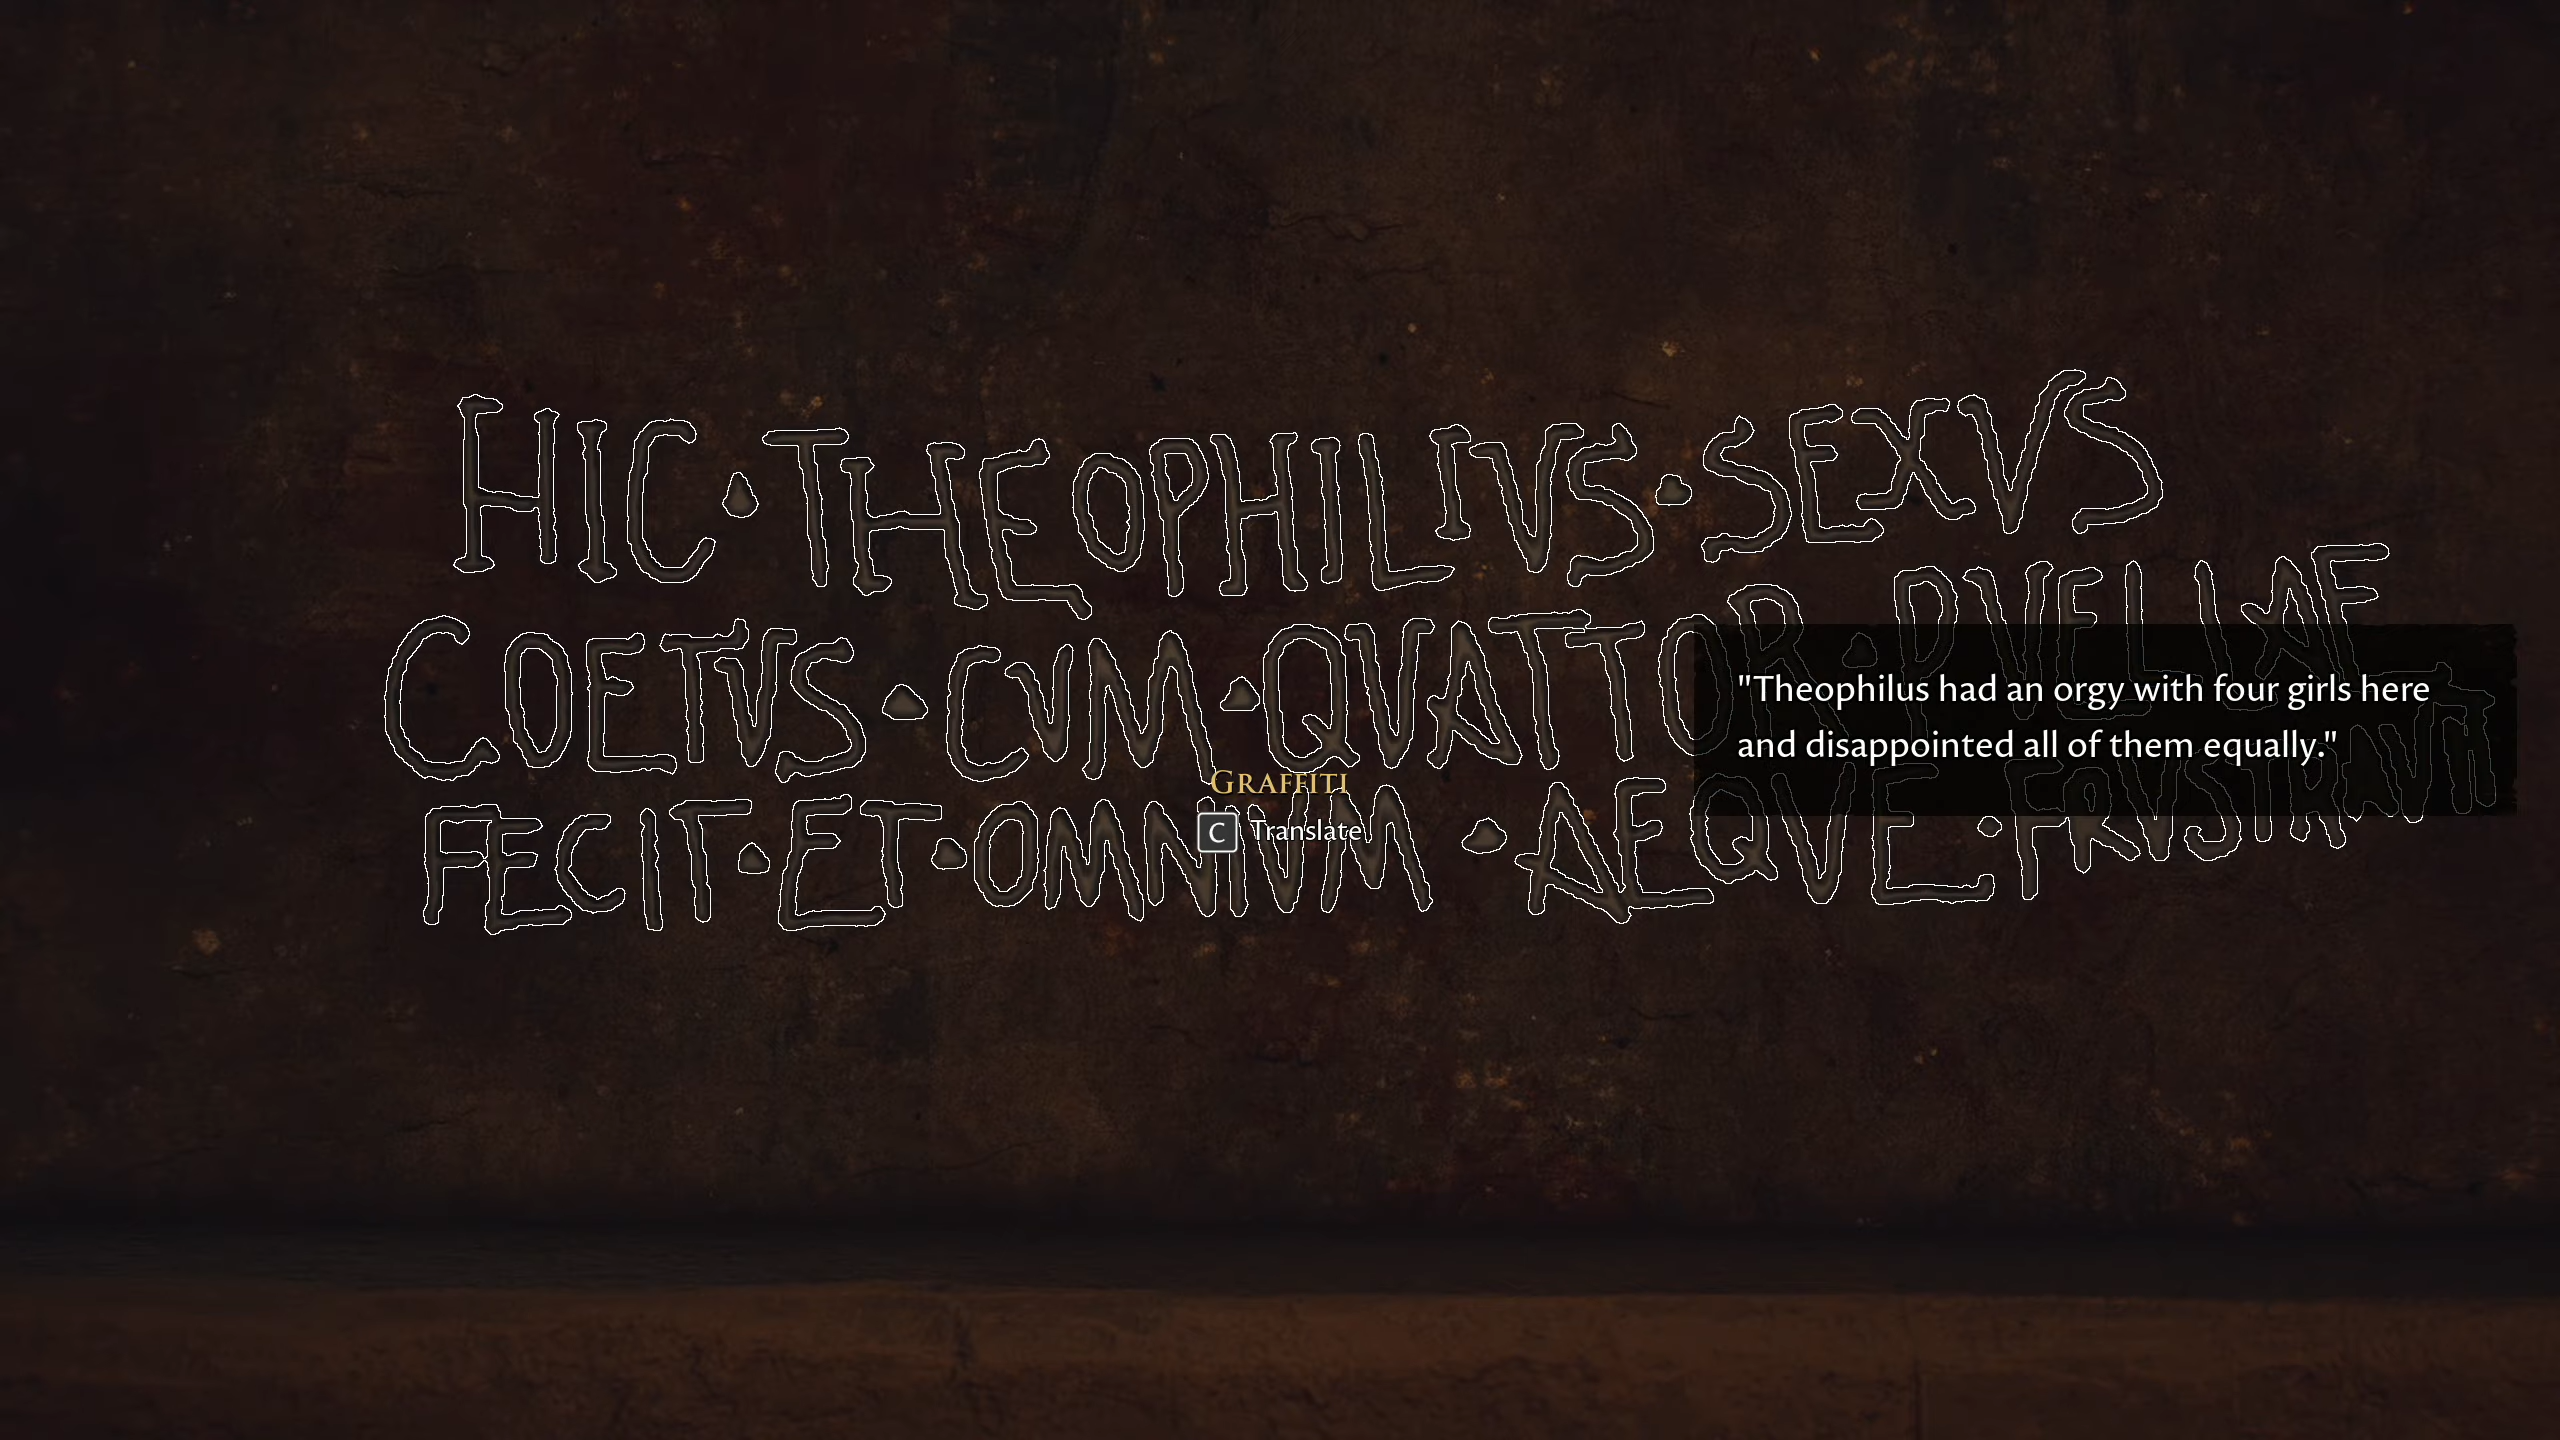 HIC · THEOPHILIVS · SEXVS
COETVS · CVM · QVATTOR · PVELLAE
FECIT · ET · OMNIVM · AEQVE · FRVSTRAVIT
"Theophilus had an orgy with four girls here
and disappointed all of them equally."
GRAFFITI
C Translate